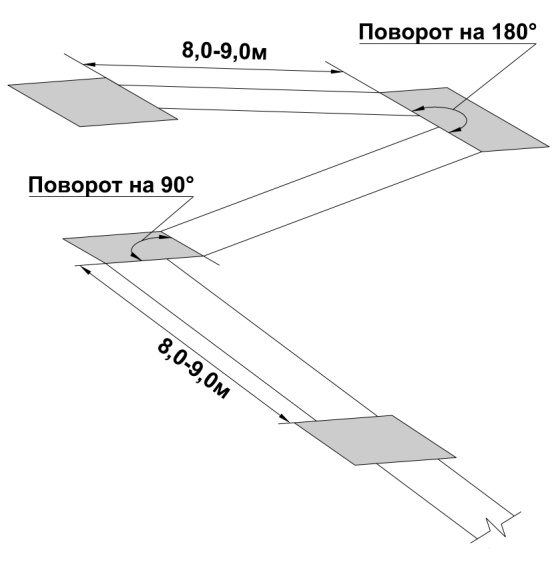 Поворот на 180°
8,0-9,0м
Поворот на 90°
8,0-9,0м